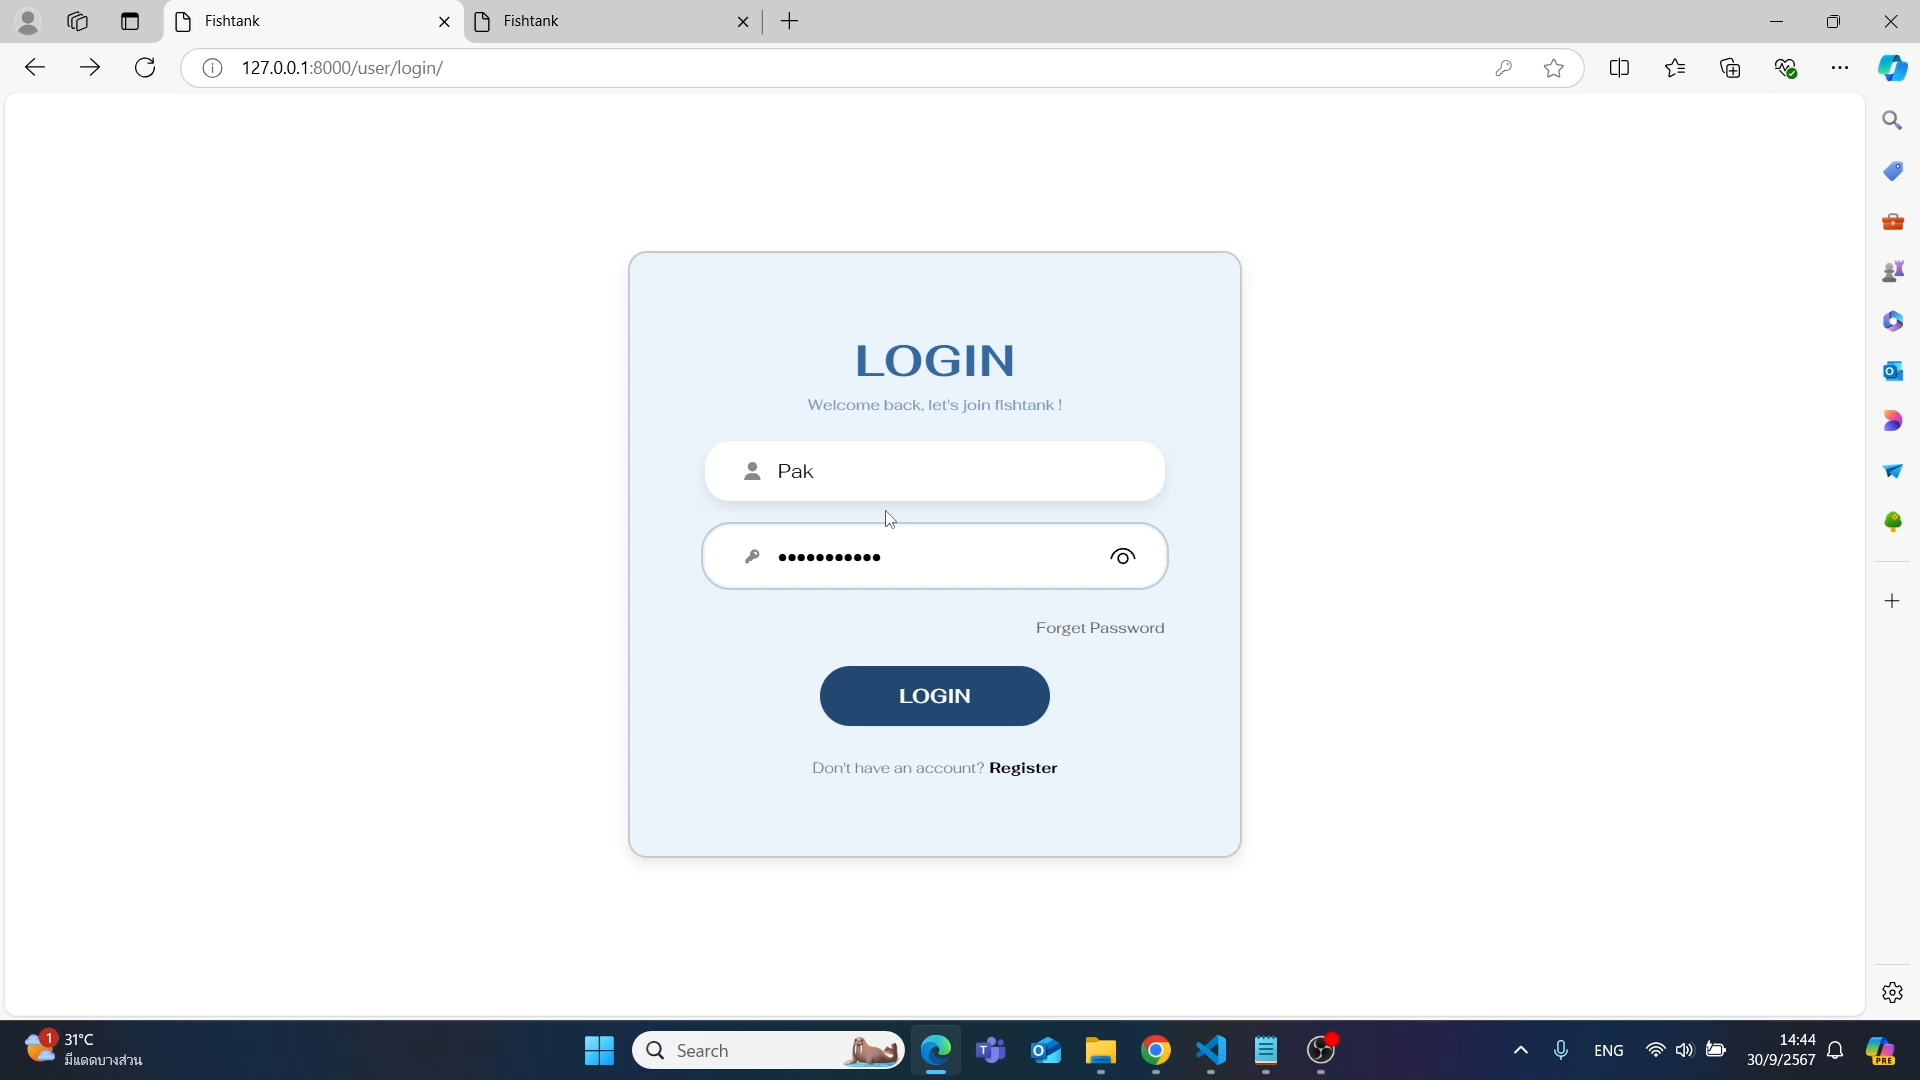 Fishtank
Fishtank
127.0.0.1:8000/user/login/
LOGIN
Welcome back, let's join fishtank !
Pak
•••••••••••
Forget Password
LOGIN
Don't have an account? Register
1
31°C
มีแดดบางส่วน
Search
ENG
14:44
30/9/2567
PRE